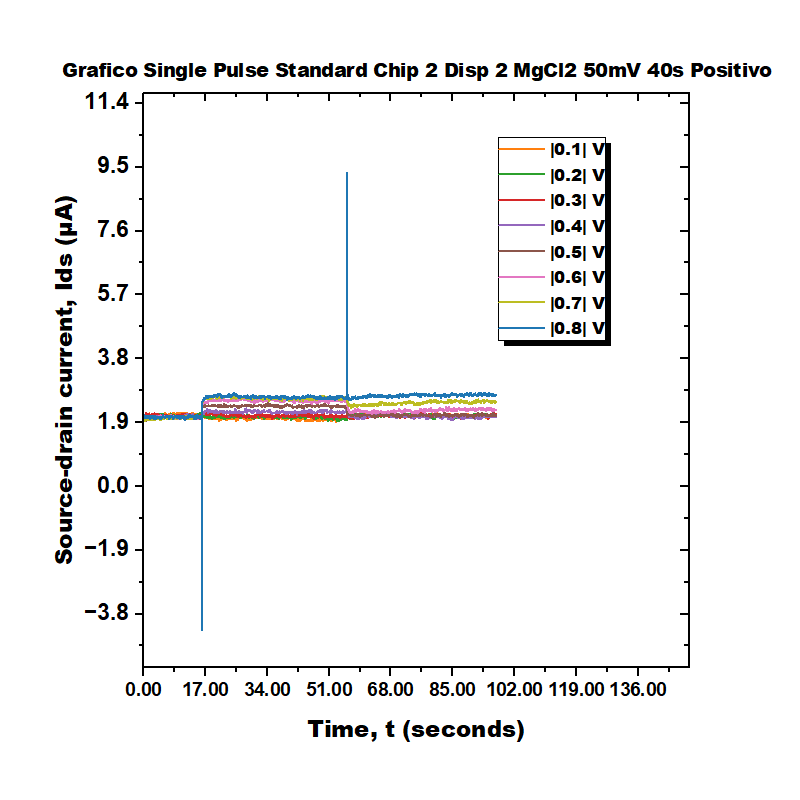 Grafico Single Pulse Standard Chip 2 Disp 2 MgCl2 50mV 40s Positivo
11.4
9.5
7.6
5.7
3.8
1.9
0.0
−1.9
−3.8
Source-drain current, Ids (μA)
|0.1| V
|0.2| V
|0.3| V
|0.4| V
|0.5| V
|0.6| V
|0.7| V
|0.8| V
0.00 17.00 34.00 51.00 68.00 85.00 102.00 119.00 136.00
Time, t (seconds)